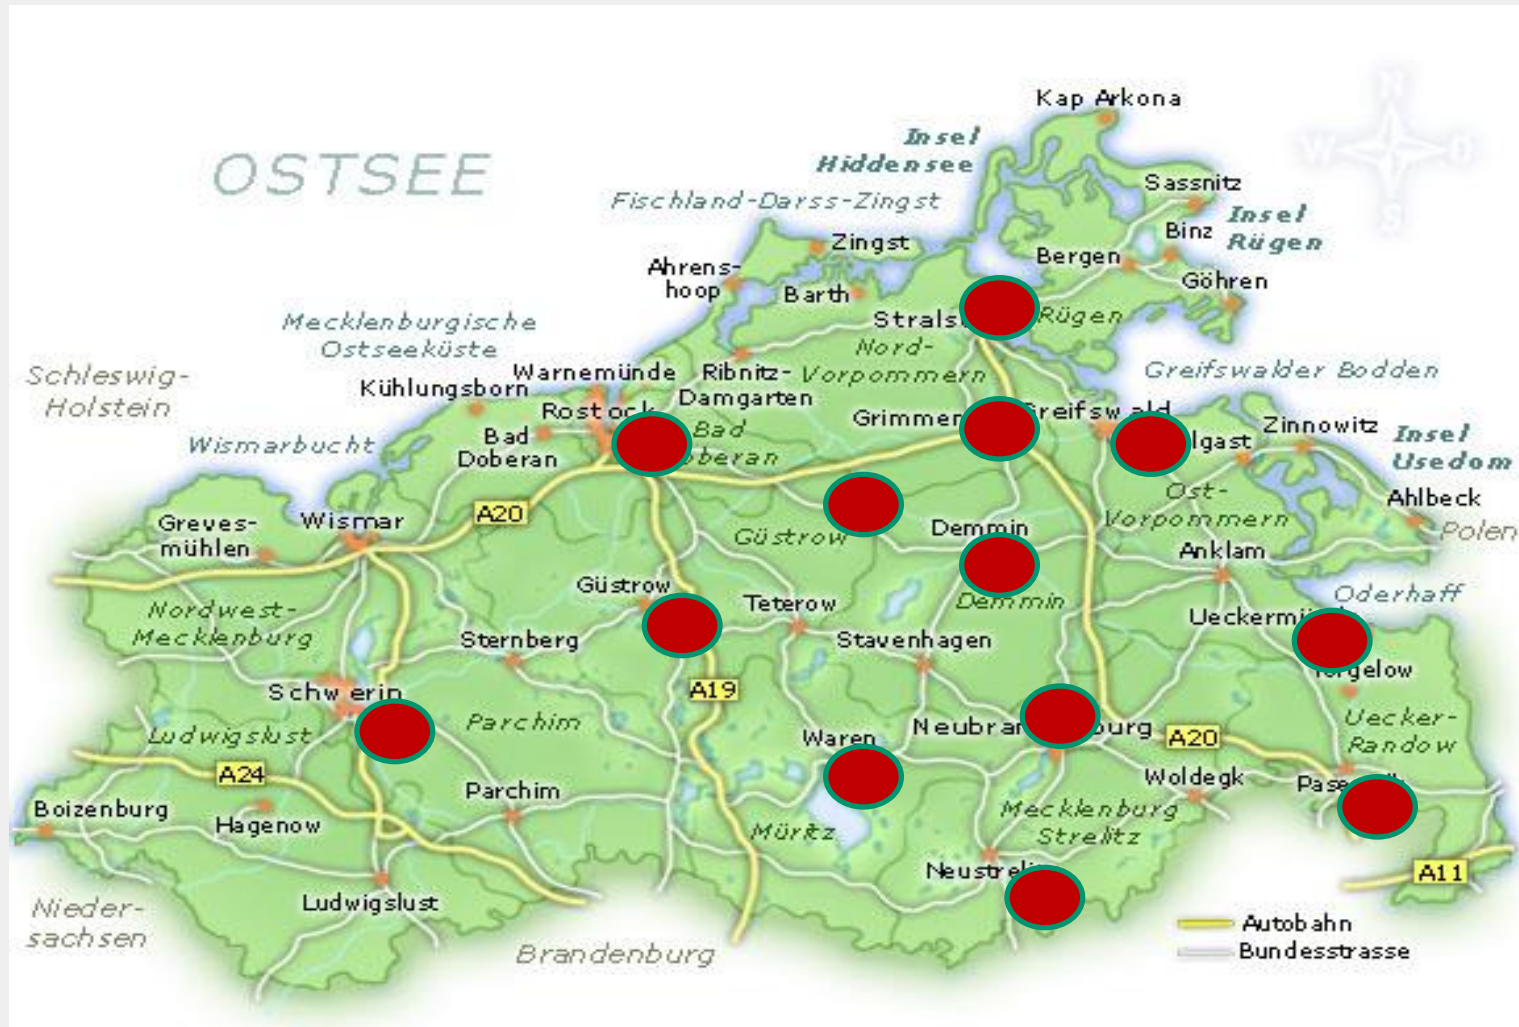 Kap Arkona
N
W
O
S
Insel
Hiddensee
OSTSEE
Fischland-Darss-Zingst
Sassnitz
Insel
Rügen
Binz
Zingst
Bergen
Ahrens-
hoop
Barth
Göhren
Rügen
Mecklenburgische
Ostseeküste
Nord-
Vorpommern
Schleswig-
Holstein
Warnemünde
Ribnitz-
Damgarten
Greifswalder Bodden
Kühlungsborn
Rostock
Bad
Doberan
Bad
Wismarbucht
Greifswald
Zinnowitz
Insel
Usedom
Ost-
Vorpommern
Ahlbeck
Polen
A20
Greves-
mühlen
Wismar
Güstrow
Demmin
Anklam
Demmin
Oderhaff
Nordwest-
Mecklenburg
Güstrow
Teterow
Sternberg
Stavenhagen
Schwerin
A19
Ludwigslust
Parchim
Waren
A20
Uecker-
Randow
A24
Parchim
Woldegk
Boizenburg
Hagenow
Müritz
Mecklenburg
Strelitz
A11
Ludwigslust
Nieder-
sachsen
Brandenburg
Autobahn
Bundesstrasse